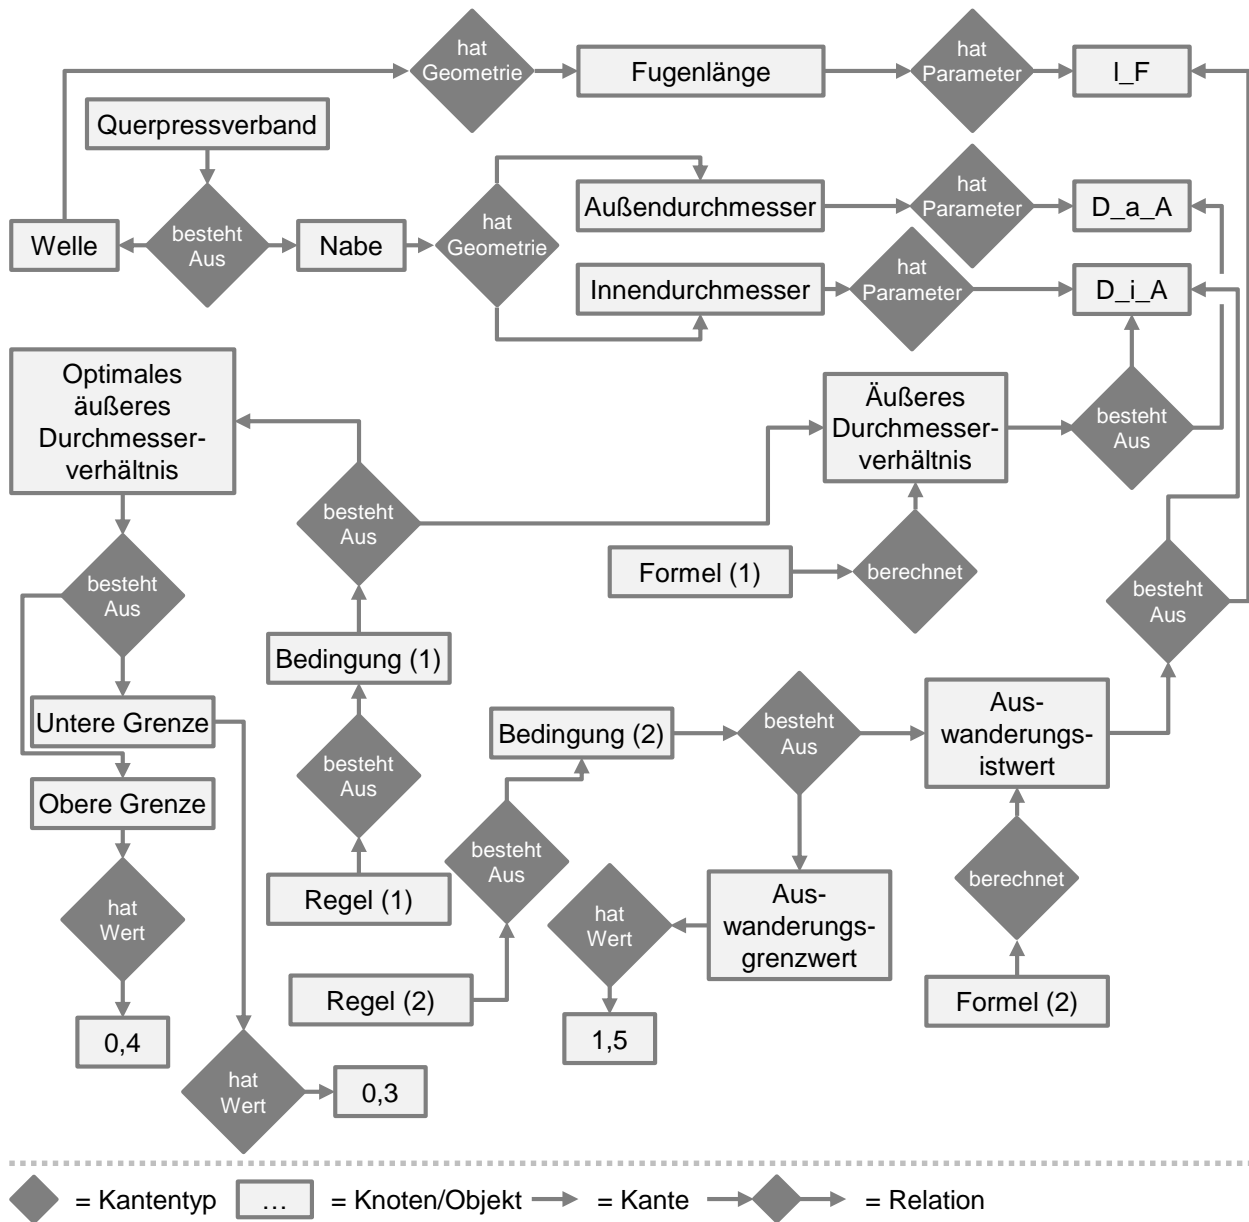 hat
Geometrie
Fugenlänge
hat
Parameter
l_F
Querpressverband
Welle
besteht
Aus
Nabe
hat
Geometrie
Außendurchmesser
hat
Parameter
D_a_A
Innendurchmesser
hat
Parameter
D_i_A
Optimales
äußeres
Durchmesser-
verhältnis
Äußeres
Durchmesser-
verhältnis
besteht
Aus
besteht
Aus
Formel (1)
berechnet
besteht
Aus
besteht
Aus
Bedingung (1)
Untere Grenze
Obere Grenze
besteht
Aus
Bedingung (2)
besteht
Aus
Aus-
wanderungs-
istwert
besteht
Aus
Regel (1)
hat
Wert
hat
Wert
Aus-
wanderungs-
grenzwert
berechnet
Regel (2)
Formel (2)
0,4
1,5
hat
Wert
0,3
= Kantentyp
...
= Knoten/Objekt
= Kante
= Relation